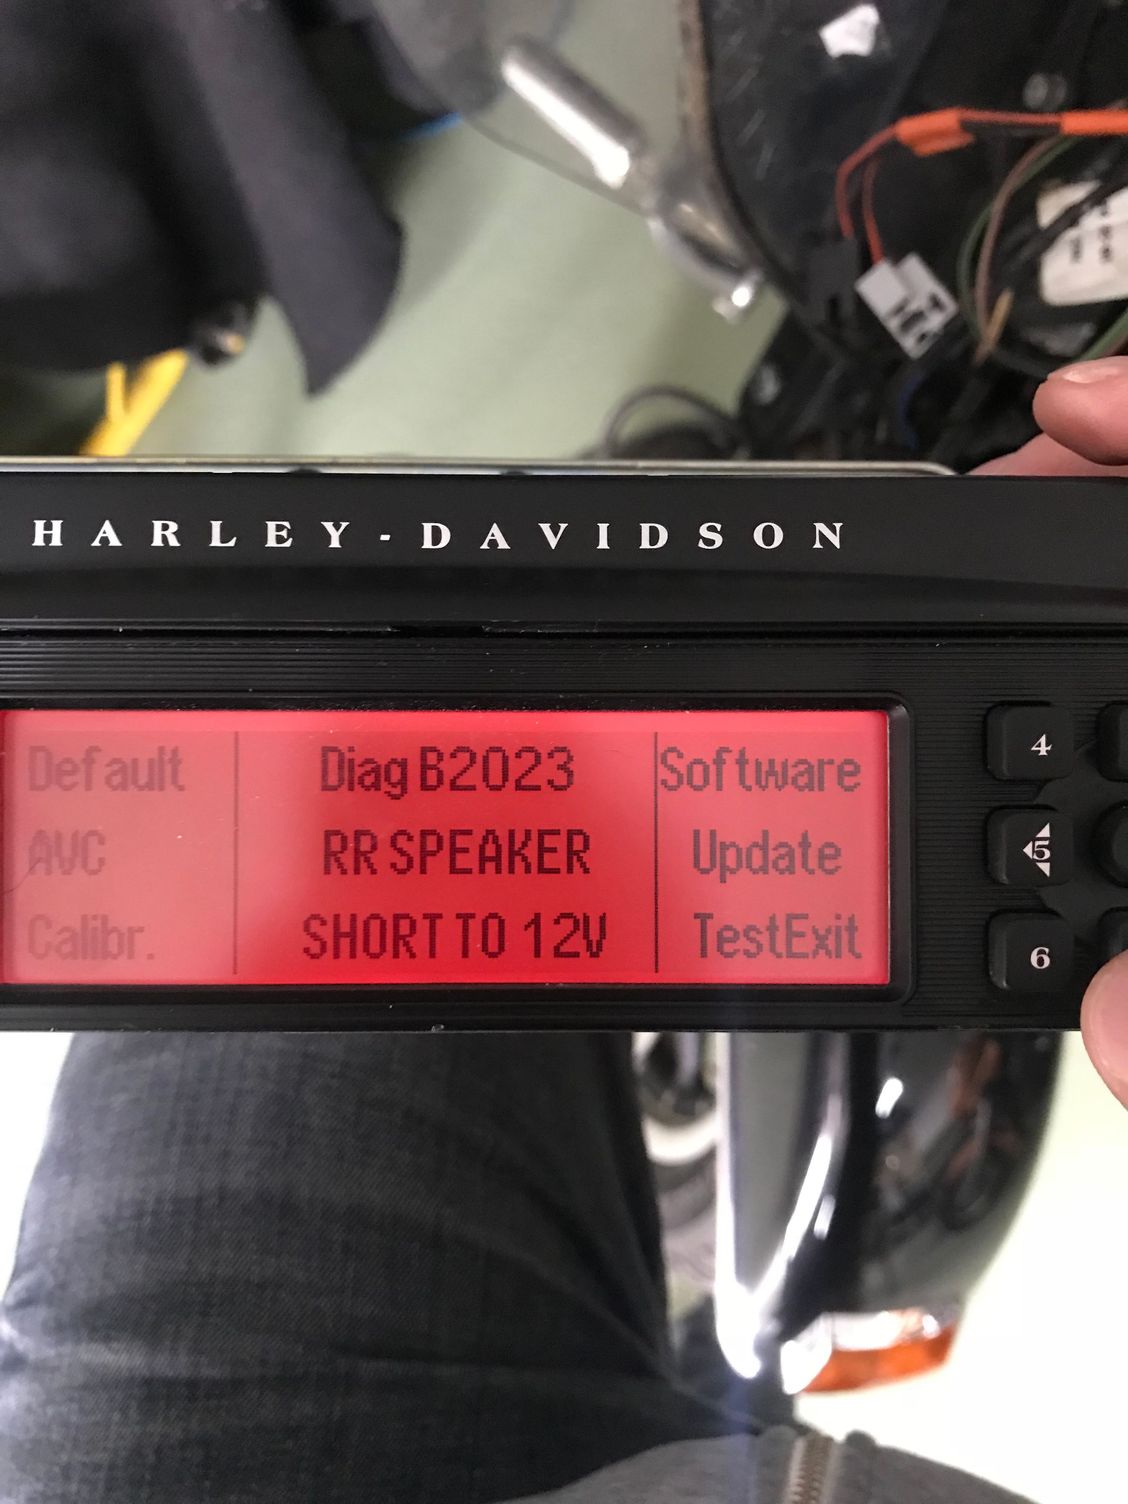 HARLEY-DAVIDSON
Default
AVC
Calibr.
Diag B2023
RR SPEAKER
SHORT TO 12V
Software
Update
TestExit
4
5
6